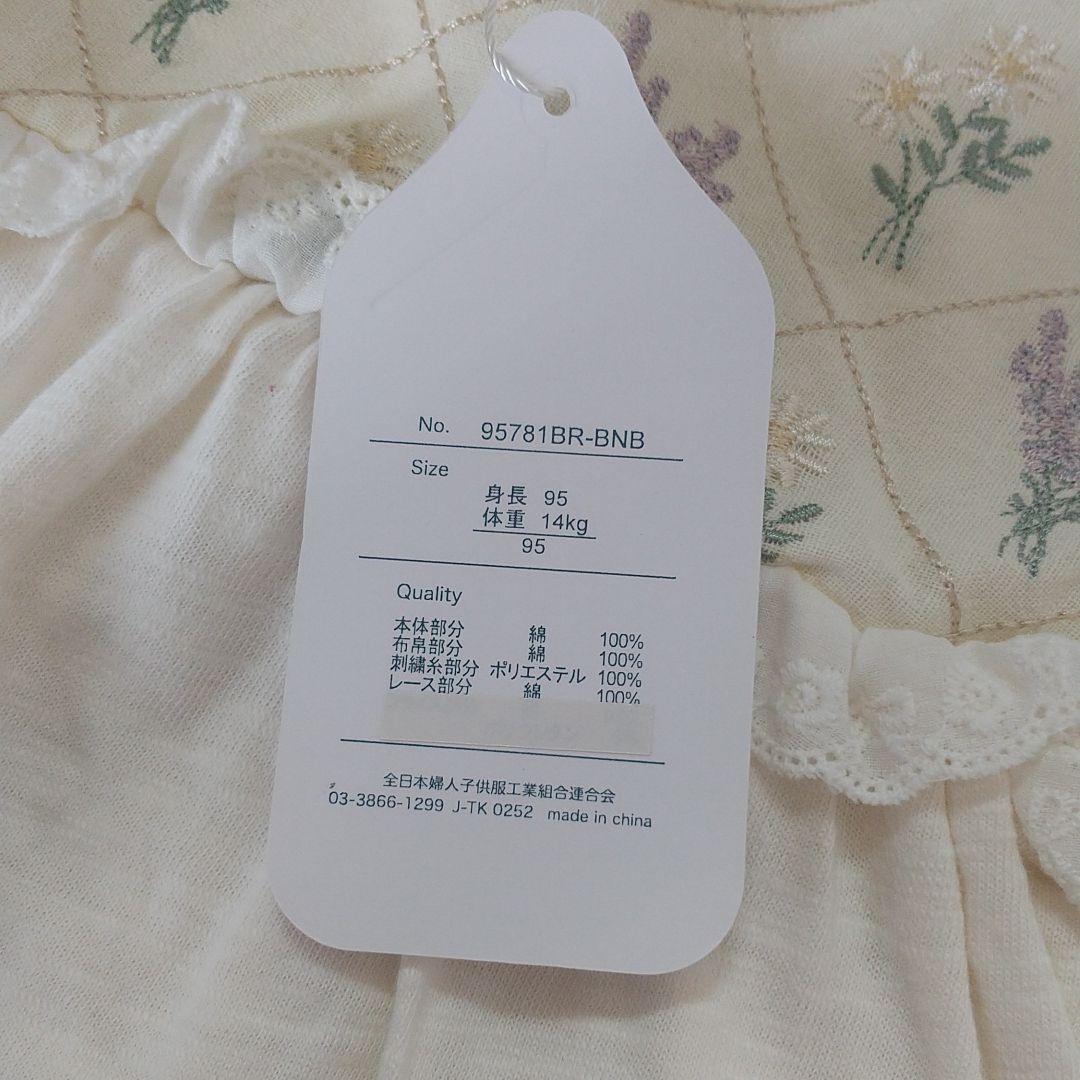 No. 95781BR-BNB
Size
身長 95
体重 14kg
95
Quality
本体部分 綿 100%
布帛部分 綿 100%
刺繍糸部分 ポリエステル 100%
レース部分 綿 100%
全日本婦人子供服工業組合連合会
03-3866-1299 J-TK 0252 made in china